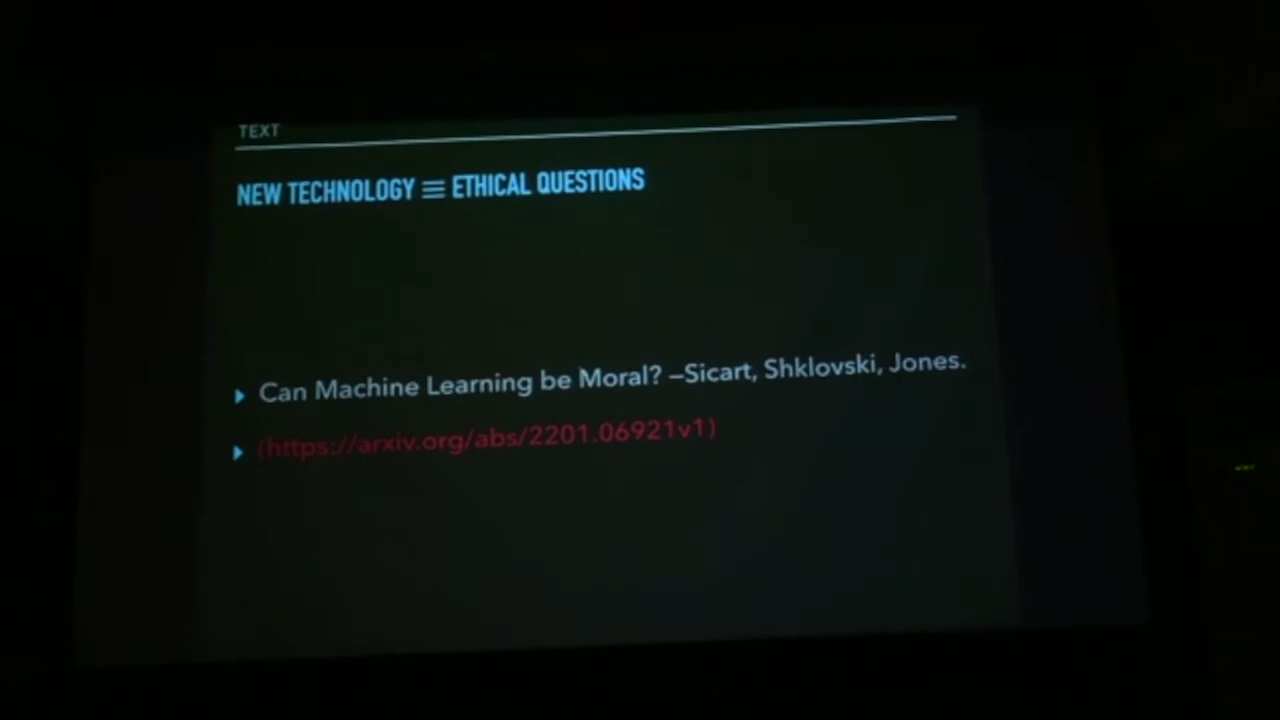 TEXT
NEW TECHNOLOGY ≡ ETHICAL QUESTIONS
Can Machine Learning be Moral? –Sicart, Shklovski, Jones.
(https://arxiv.org/abs/2201.06921v1)